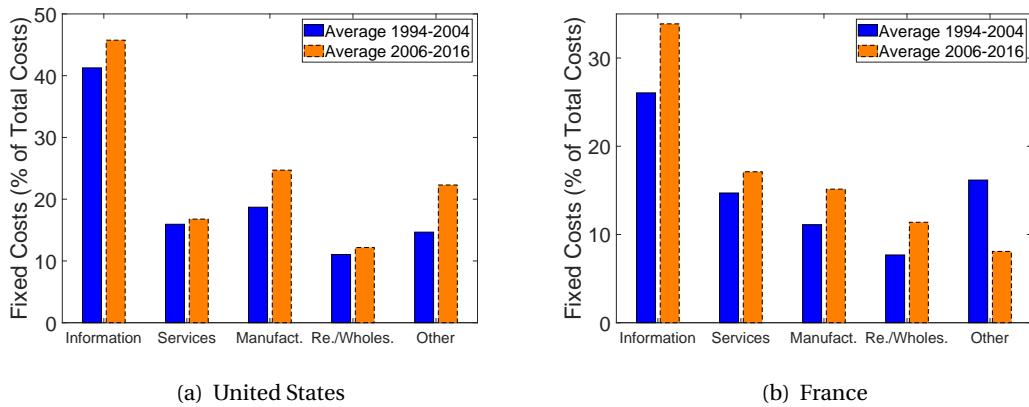 Fixed Costs (% of Total Costs)
50
40
30
20
10
0
Average 1994-2004
Average 2006-2016
Information Services Manufact. Re./Wholes. Other
(a) United States
Fixed Costs (% of Total Costs)
30
20
10
0
Average 1994-2004
Average 2006-2016
Information Services Manufact. Re./Wholes. Other
(b) France